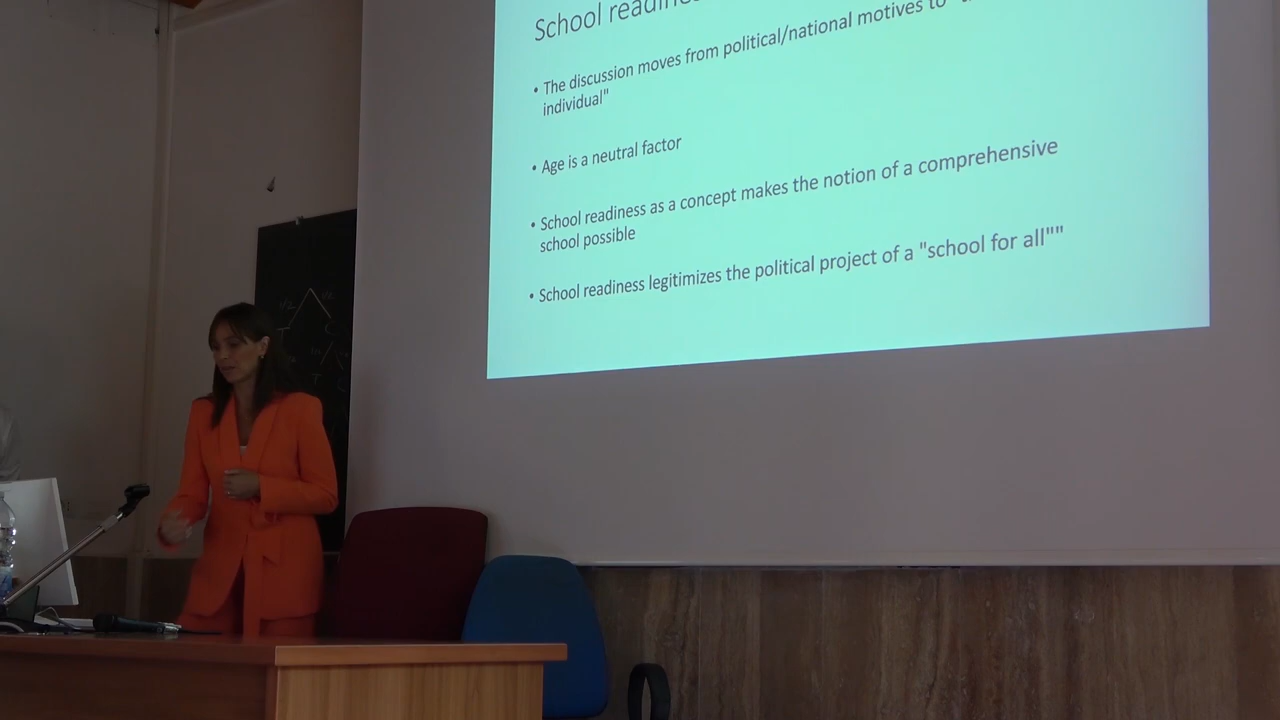 School
• The discussion moves from political/national motives to
individual"
• Age is a neutral factor
• School readiness as a concept makes the notion of a comprehensive
school possible
• School readiness legitimizes the political project of a "school for all""